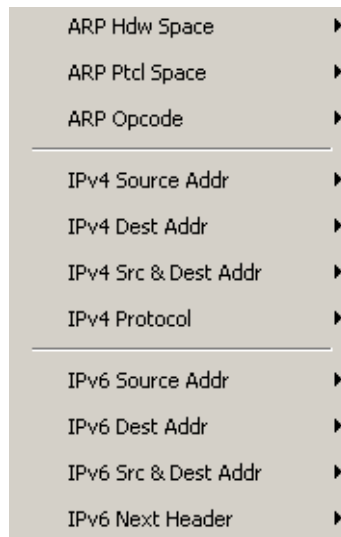 ARP Hdw Space
ARP Ptcl Space
ARP Opcode
IPv4 Source Addr
IPv4 Dest Addr
IPv4 Src & Dest Addr
IPv4 Protocol
IPv6 Source Addr
IPv6 Dest Addr
IPv6 Src & Dest Addr
IPv6 Next Header